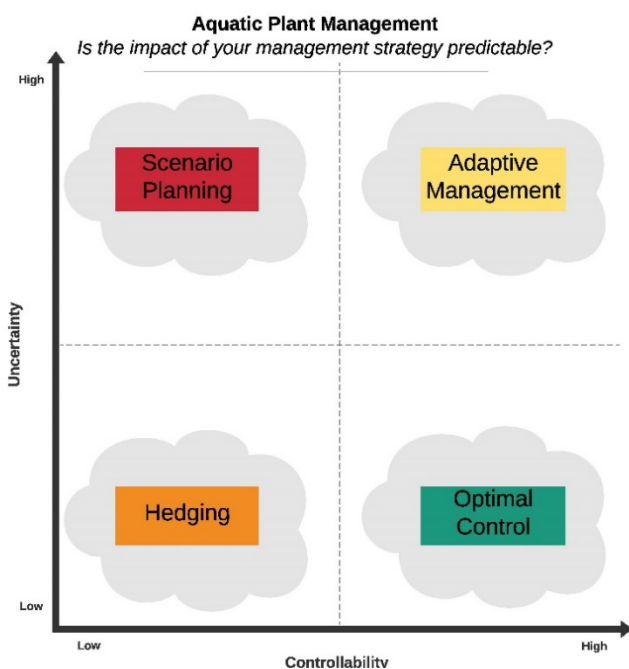 Aquatic Plant Management
Is the impact of your management strategy predictable?
High
Scenario
Planning
Adaptive
Management
Uncertainty
Hedging
Optimal
Control
Low
Low
High
Controllability